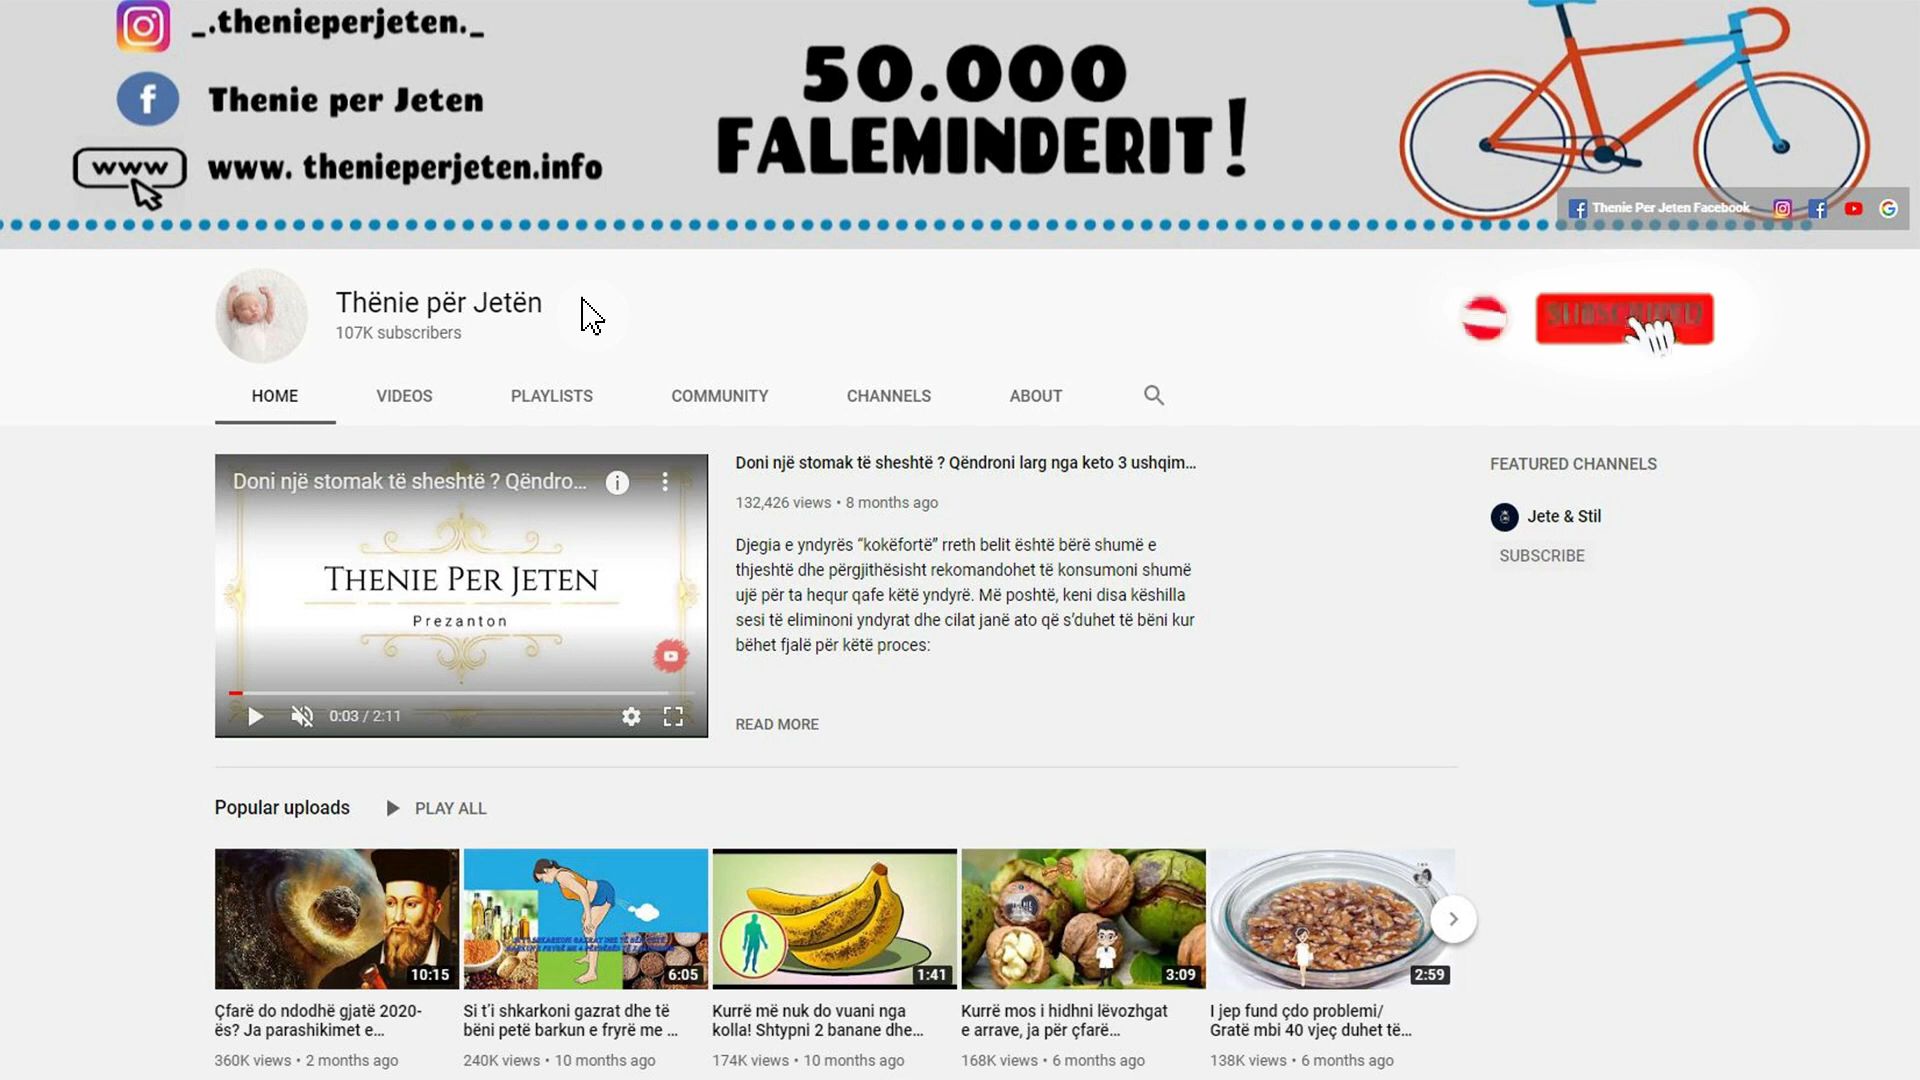 _.thenieperjeten._
Thenie per Jeten
www
www. thenieperjeten.info
50.000
FALEMINDERIT!
Thenie Per Jeten Facebook
Thënie për Jetën
107K subscribers
HOME
VIDEOS
PLAYLISTS
COMMUNITY
CHANNELS
ABOUT
Doni një stomak të sheshtë ? Qëndro...
THENIE PER JETEN
Prezanton
0:03 / 2:11
Doni një stomak të sheshtë ? Qëndroni larg nga keto 3 ushqim...
132,426 views • 8 months ago
Djegia e yndyrës “kokëfortë” rreth belit është bërë shumë e
thjeshtë dhe përgjithësisht rekomandohet të konsumoni shumë
ujë për ta hequr qafe këtë yndyrë. Më poshtë, keni disa këshilla
sesi të eliminoni yndyrat dhe cilat janë ato që s’duhet të bëni kur
bëhet fjalë për këtë proces:
READ MORE
FEATURED CHANNELS
Jete & Stil
SUBSCRIBE
Popular uploads
PLAY ALL
10:15
6:05
1:41
3:09
2:59
Çfarë do ndodhë gjatë 2020-
ës? Ja parashikimet e...
360K views • 2 months ago
Si t’i shkarkoni gazrat dhe të
bëni petë barkun e fryrë me ...
240K views • 10 months ago
Kurrë më nuk do vuani nga
kolla! Shtypni 2 banane dhe...
174K views • 10 months ago
Kurrë mos i hidhni lëvozhgat
e arrave, ja për çfarë...
168K views • 6 months ago
I jep fund çdo problemi/
Gratë mbi 40 vjeç duhet të...
138K views • 6 months ago